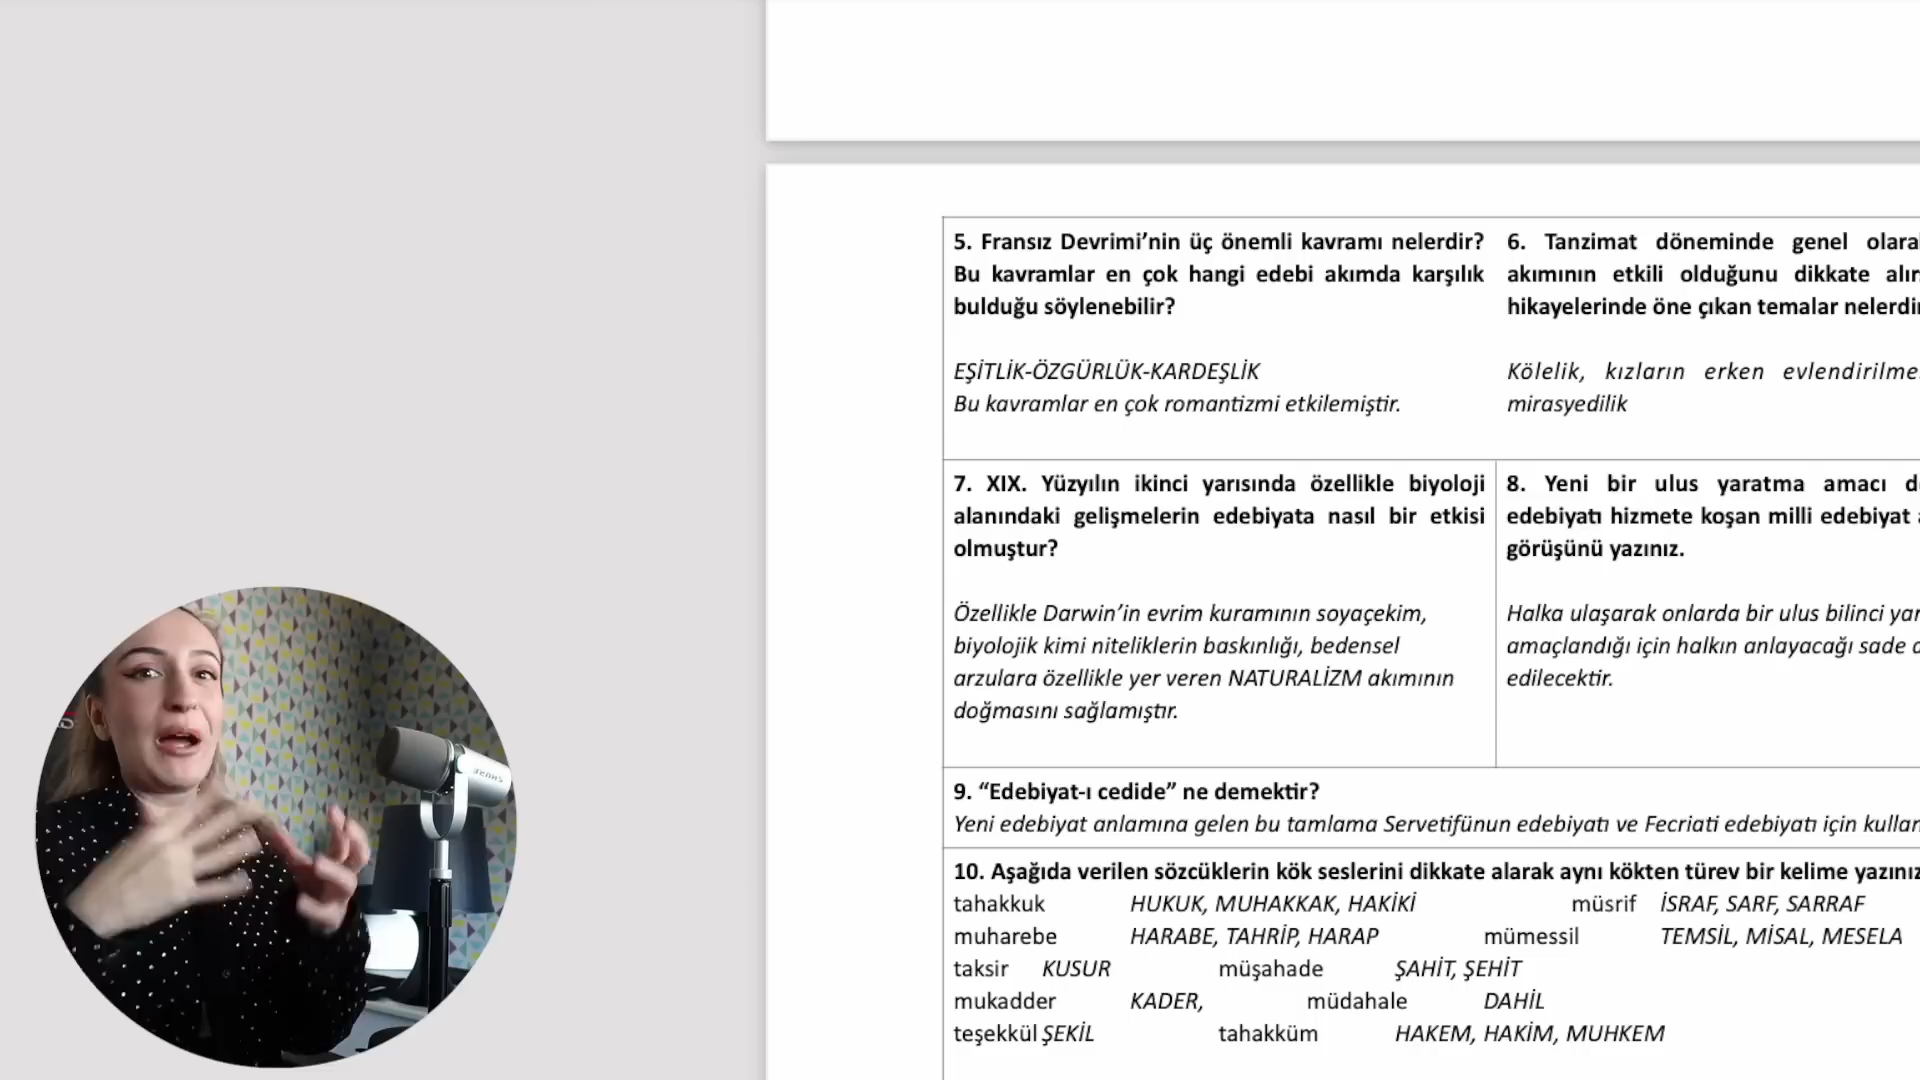 5. Fransız Devrimi’nin üç önemli kavramı nelerdir?
Bu kavramlar en çok hangi edebi akımda karşılık
bulduğu söylenebilir?
EŞİTLİK-ÖZGÜRLÜK-KARDEŞLİK
Bu kavramlar en çok romantizmi etkilemiştir.
6. Tanzimat döneminde genel
akımının etkili olduğunu dikkate
hikayelerinde öne çıkan temalar
Kölelik, kızların erken
mirasyedilik
7. XIX. Yüzyılın ikinci yarısında özellikle biyoloji
alanındaki gelişmelerin edebiyata nasıl bir etkisi
olmuştur?
Özellikle Darwin’in evrim kuramının soyaçekim,
biyolojik kimi niteliklerin baskınlığı, bedensel
arzulara özellikle yer veren NATURALİZM akımının
doğmasını sağlamıştır.
8. Yeni bir ulus yaratma amacı
edebiyatı hizmete koşan milli edebiyat
görüşünü yazınız.
Halka ulaşarak onlarda bir ulus bilinci
amaçlandığı için halkın anlayacağı sade
edilecektir.
9. “Edebiyat-ı cedide” ne demektir?
Yeni edebiyat anlamına gelen bu tamlama Servetifünun edebiyatı ve Fecriati edebiyatı için
10. Aşağıda verilen sözcüklerin kök seslerini dikkate alarak aynı kökten türev bir kelime yazınız
tahakkuk HUKUK, MUHAKKAK, HAKİKİ müsrif İSRAF, SARF, SARRAF
muharebe HARABE, TAHRİP, HARAP mümessil TEMSİL, MİSAL, MESELA
taksir KUSUR müşahade ŞAHİT, ŞEHİT
mukadder KADER, müdahale DAHİL
teşekkül ŞEKİL tahakküm HAKEM, HAKİM, MUHKEM
SHURE